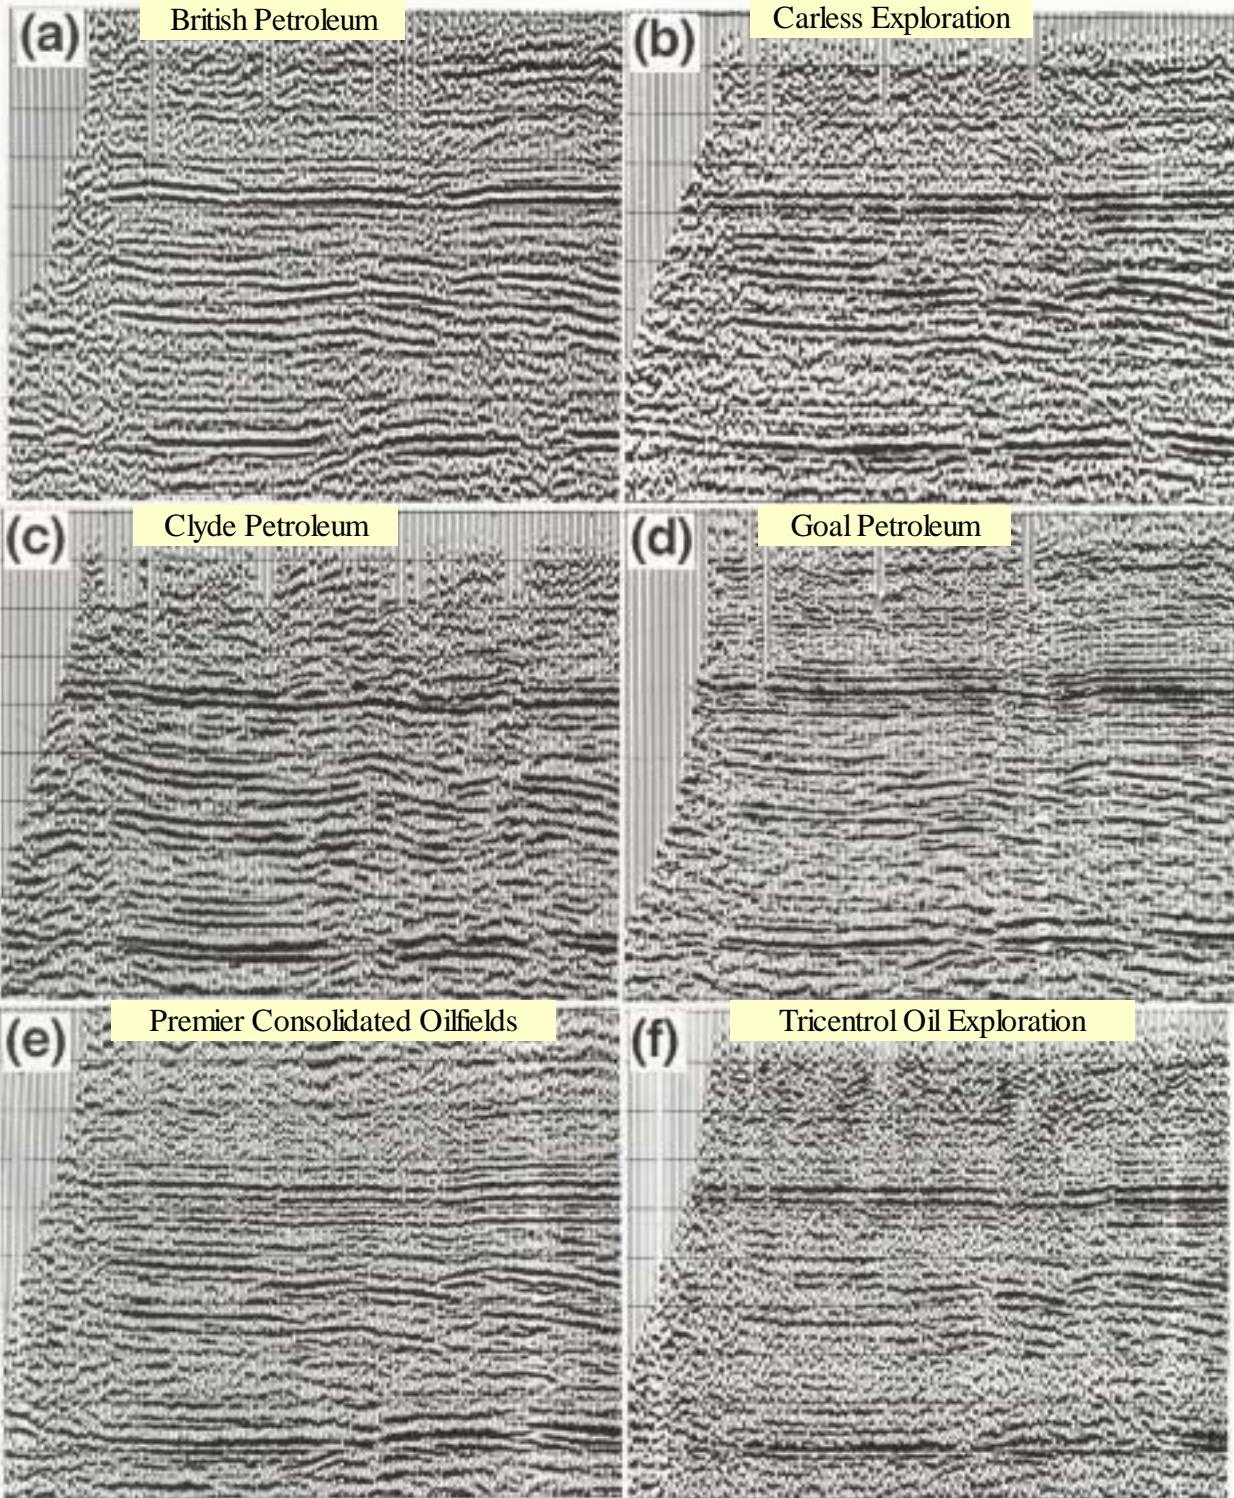 (a) British Petroleum
(b) Carless Exploration
(c) Clyde Petroleum
(d) Goal Petroleum
(e) Premier Consolidated Oilfields
(f) Tricentrol Oil Exploration